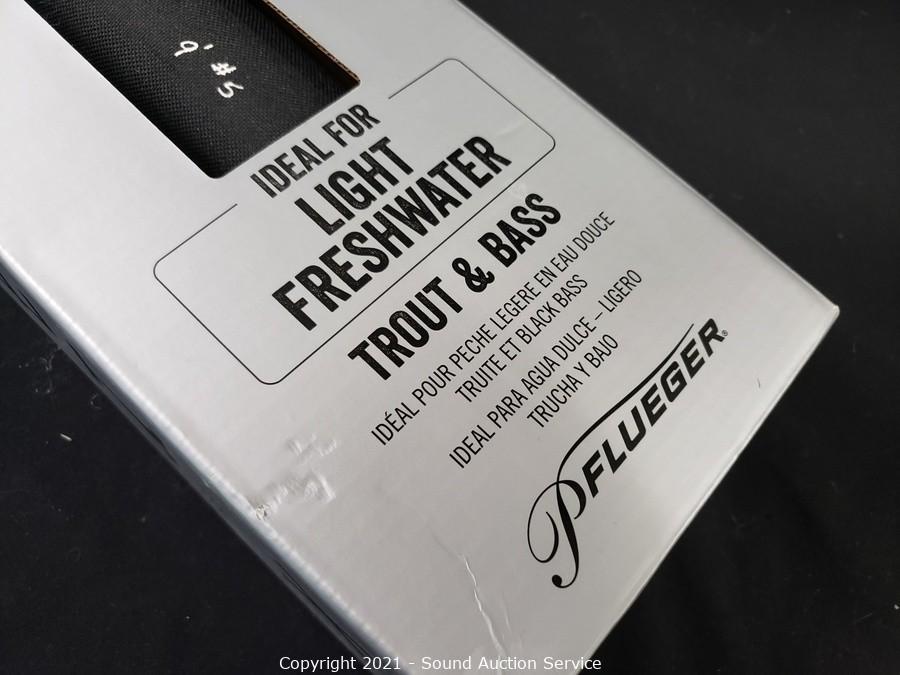 9' #5
IDEAL FOR
LIGHT
FRESHWATER
TROUT & BASS
IDÉAL POUR PECHE LEGERE EN EAU DOUCE
TRUITE ET BLACK BASS
IDEAL PARA AGUA DULCE – LIGERO
TRUCHA Y BAJO
PFLUEGER®
Copyright 2021 - Sound Auction Service